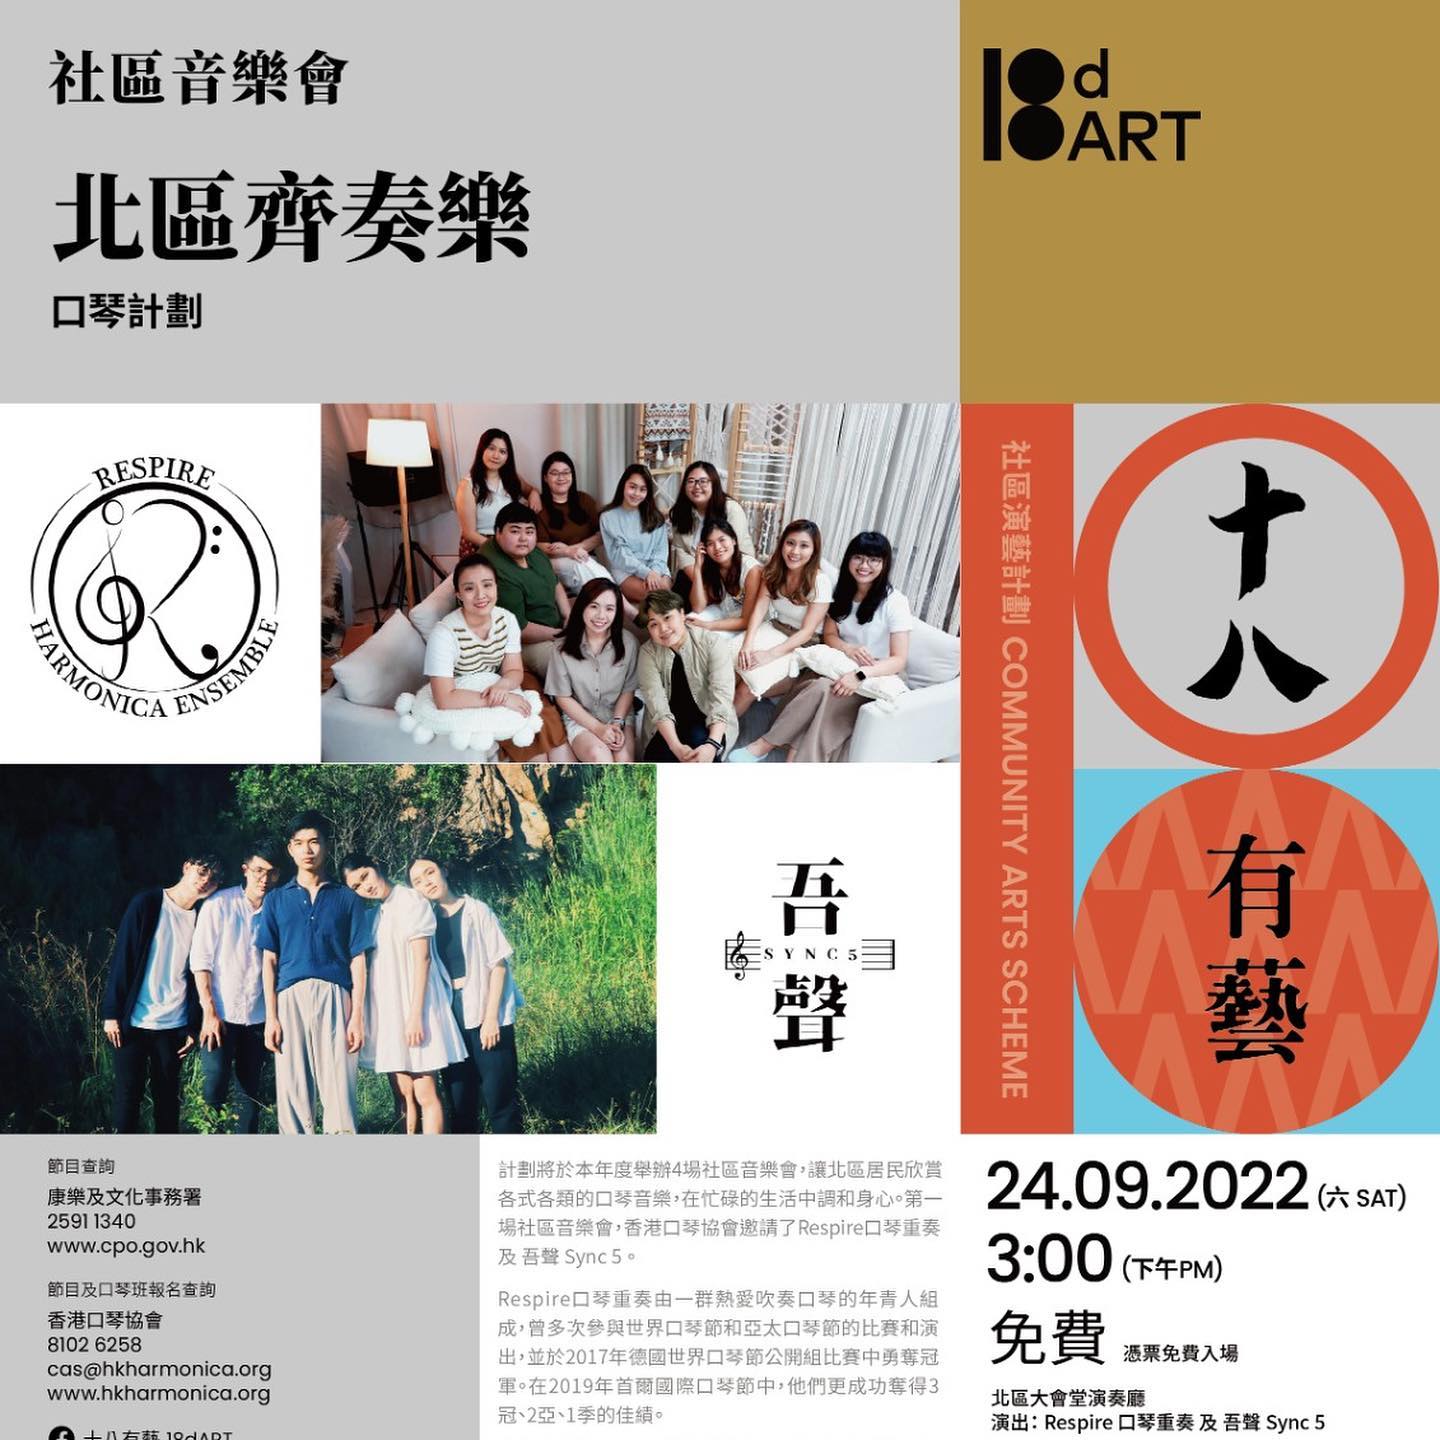 社區音樂會
北區齊奏樂
口琴計劃
18dART
RESPIRE
HARMONICA ENSEMBLE
社區演藝計劃 COMMUNITY ARTS SCHEME
十八
有藝
吾
SYNC5
聲
節目查詢
康樂及文化事務署
2591 1340
www.cpo.gov.hk
節目及口琴班報名查詢
香港口琴協會
8102 6258
cas@hkharmonica.org
www.hkharmonica.org
十八有藝 18dART
計劃將於本年度舉辦4場社區音樂會，讓北區居民欣賞
各式各類的口琴音樂，在忙碌的生活中調和身心。第一
場社區音樂會，香港口琴協會邀請了Respire口琴重奏
及 吾聲 Sync 5。
Respire口琴重奏由一群熱愛吹奏口琴的年青人組
成，曾多次參與世界口琴節和亞太口琴節的比賽和演
出，並於2017年德國世界口琴節公開組比賽中勇奪冠
軍。在2019年首爾國際口琴節中，他們更成功奪得3
冠、2亞、1季的佳績。
24.09.2022 (六 SAT)
3:00 (下午PM)
免費 憑票免費入場
北區大會堂演奏廳
演出：Respire 口琴重奏 及 吾聲 Sync 5